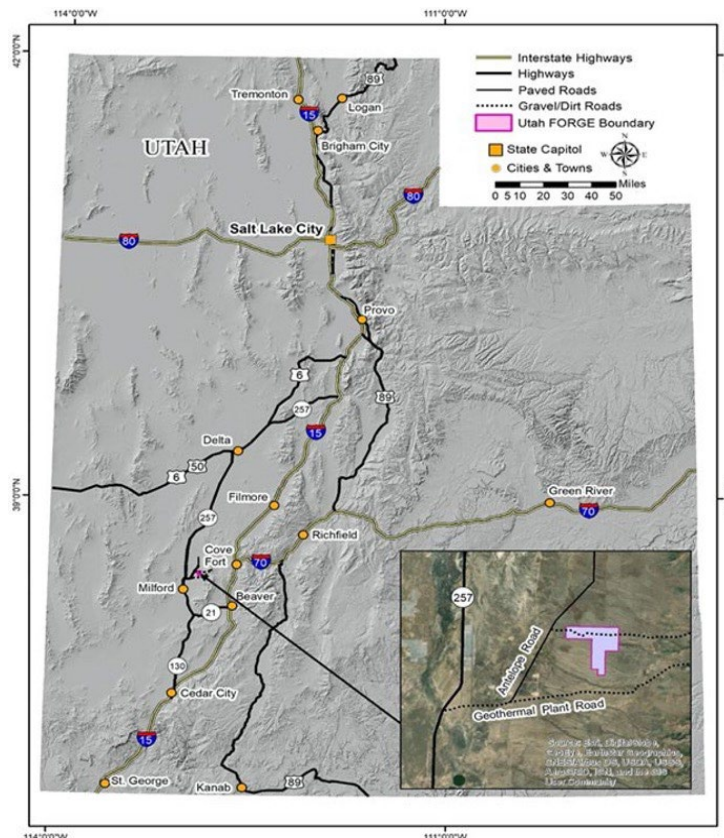 114°0'0"W
111°0'0"W
42°0'0"N
Interstate Highways
Highways
Paved Roads
Gravel/Dirt Roads
Utah FORGE Boundary
State Capitol
Cities & Towns
N
W
E
S
0 5 10 20 30 40 50
Miles
89
Tremonton
Logan
15
Brigham City
UTAH
80
Salt Lake City
80
Provo
6
89
257
15
Delta
50
6
39°0'0"N
Green River
Filmore
70
257
Richfield
Cove
Fort
70
Milford
Beaver
21
130
Cedar City
15
St. George
Kanab
89
257
Antelope Road
Geothermal Plant Road
User Community
114°0'0"W
111°0'0"W